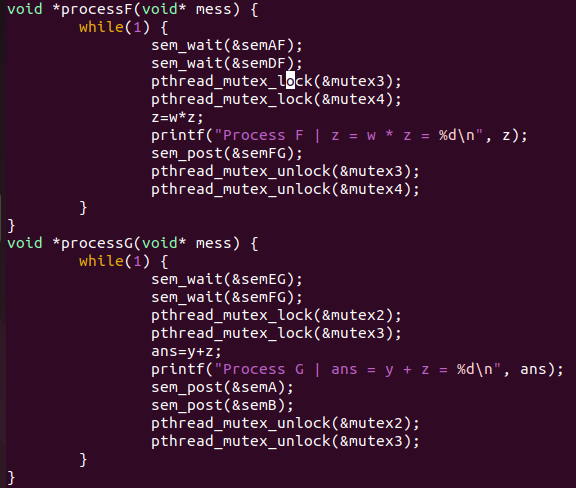 void *processF(void* mess) {
        while(1) {
                sem_wait(&semAF);
                sem_wait(&semDF);
                pthread_mutex_lock(&mutex3);
                pthread_mutex_lock(&mutex4);
                z=w*z;
                printf("Process F | z = w * z = %d\n", z);
                sem_post(&semFG);
                pthread_mutex_unlock(&mutex3);
                pthread_mutex_unlock(&mutex4);
        }
}
void *processG(void* mess) {
        while(1) {
                sem_wait(&semEG);
                sem_wait(&semFG);
                pthread_mutex_lock(&mutex2);
                pthread_mutex_lock(&mutex3);
                ans=y+z;
                printf("Process G | ans = y + z = %d\n", ans);
                sem_post(&semA);
                sem_post(&semB);
                pthread_mutex_unlock(&mutex2);
                pthread_mutex_unlock(&mutex3);
        }
}